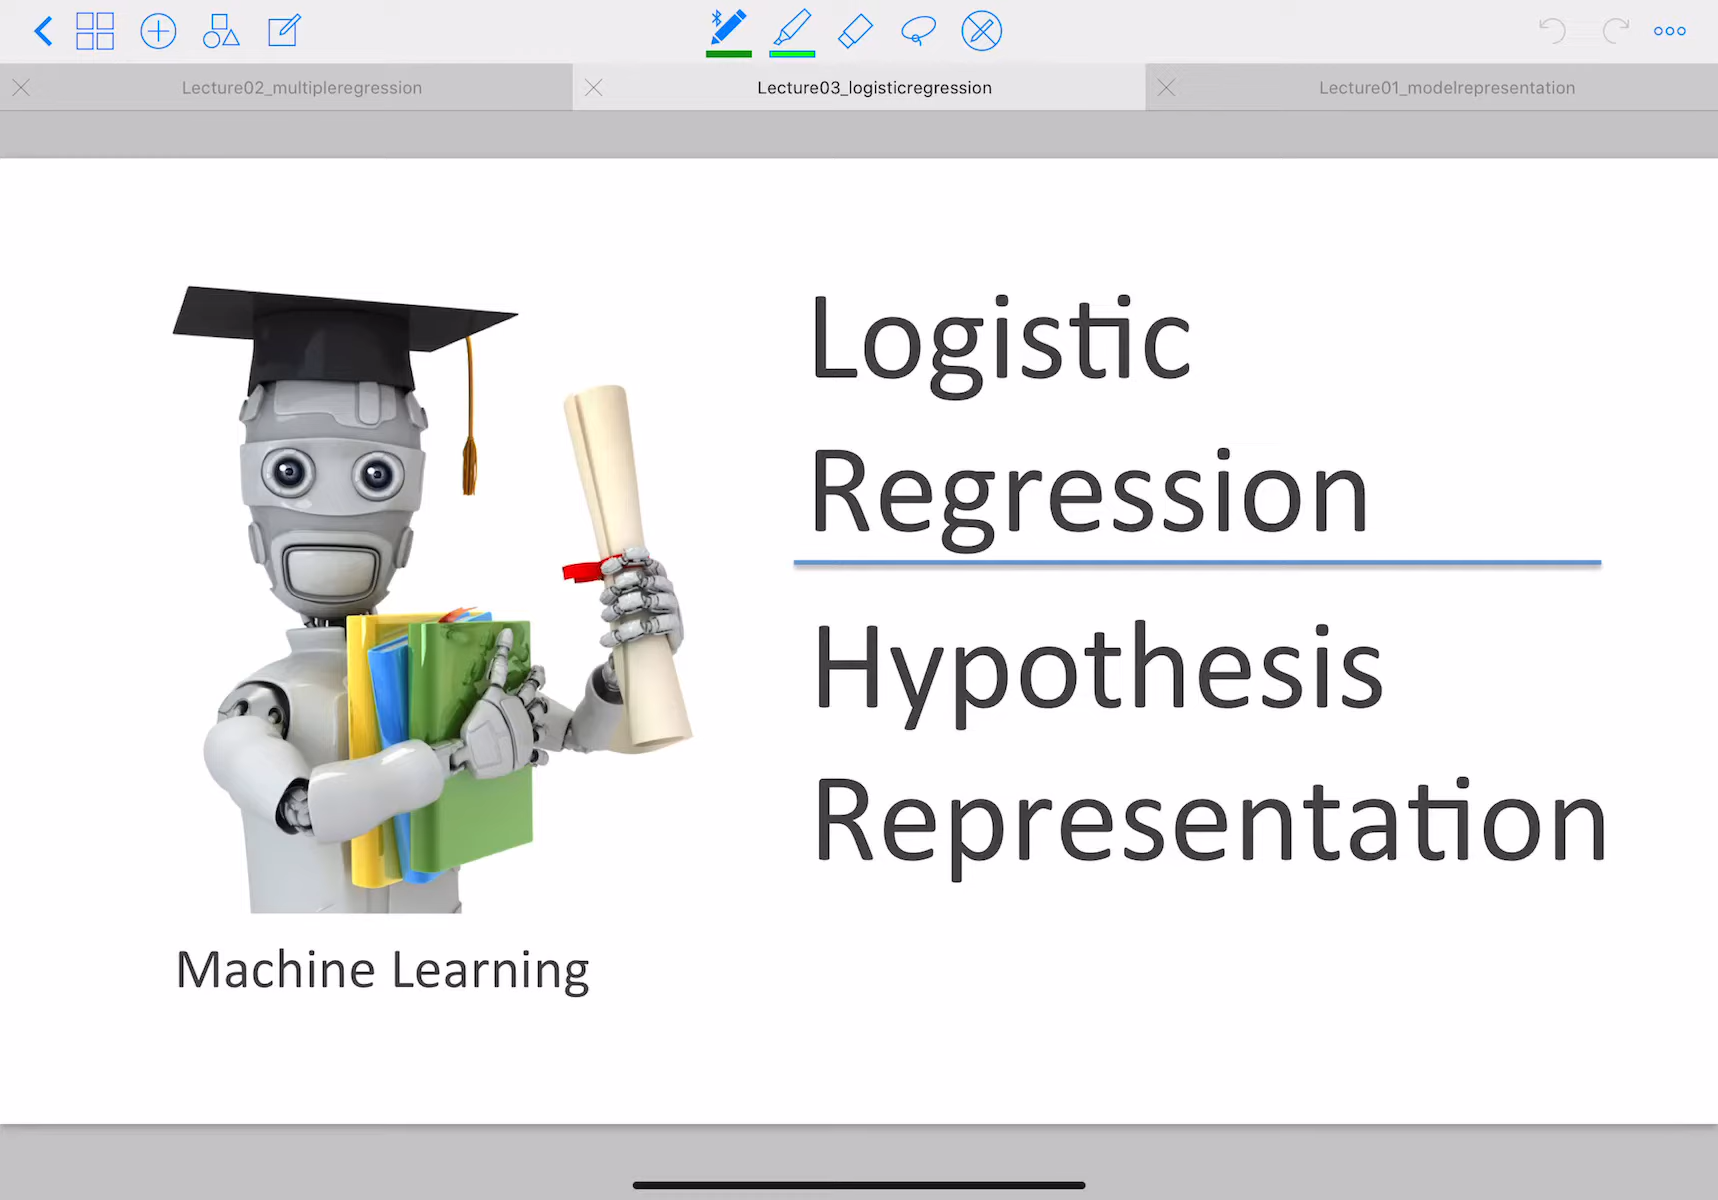 Lecture02_multipleregression
Lecture03_logisticregression
Lecture01_modelrepresentation
Logistic
Regression
Hypothesis
Representation
Machine Learning